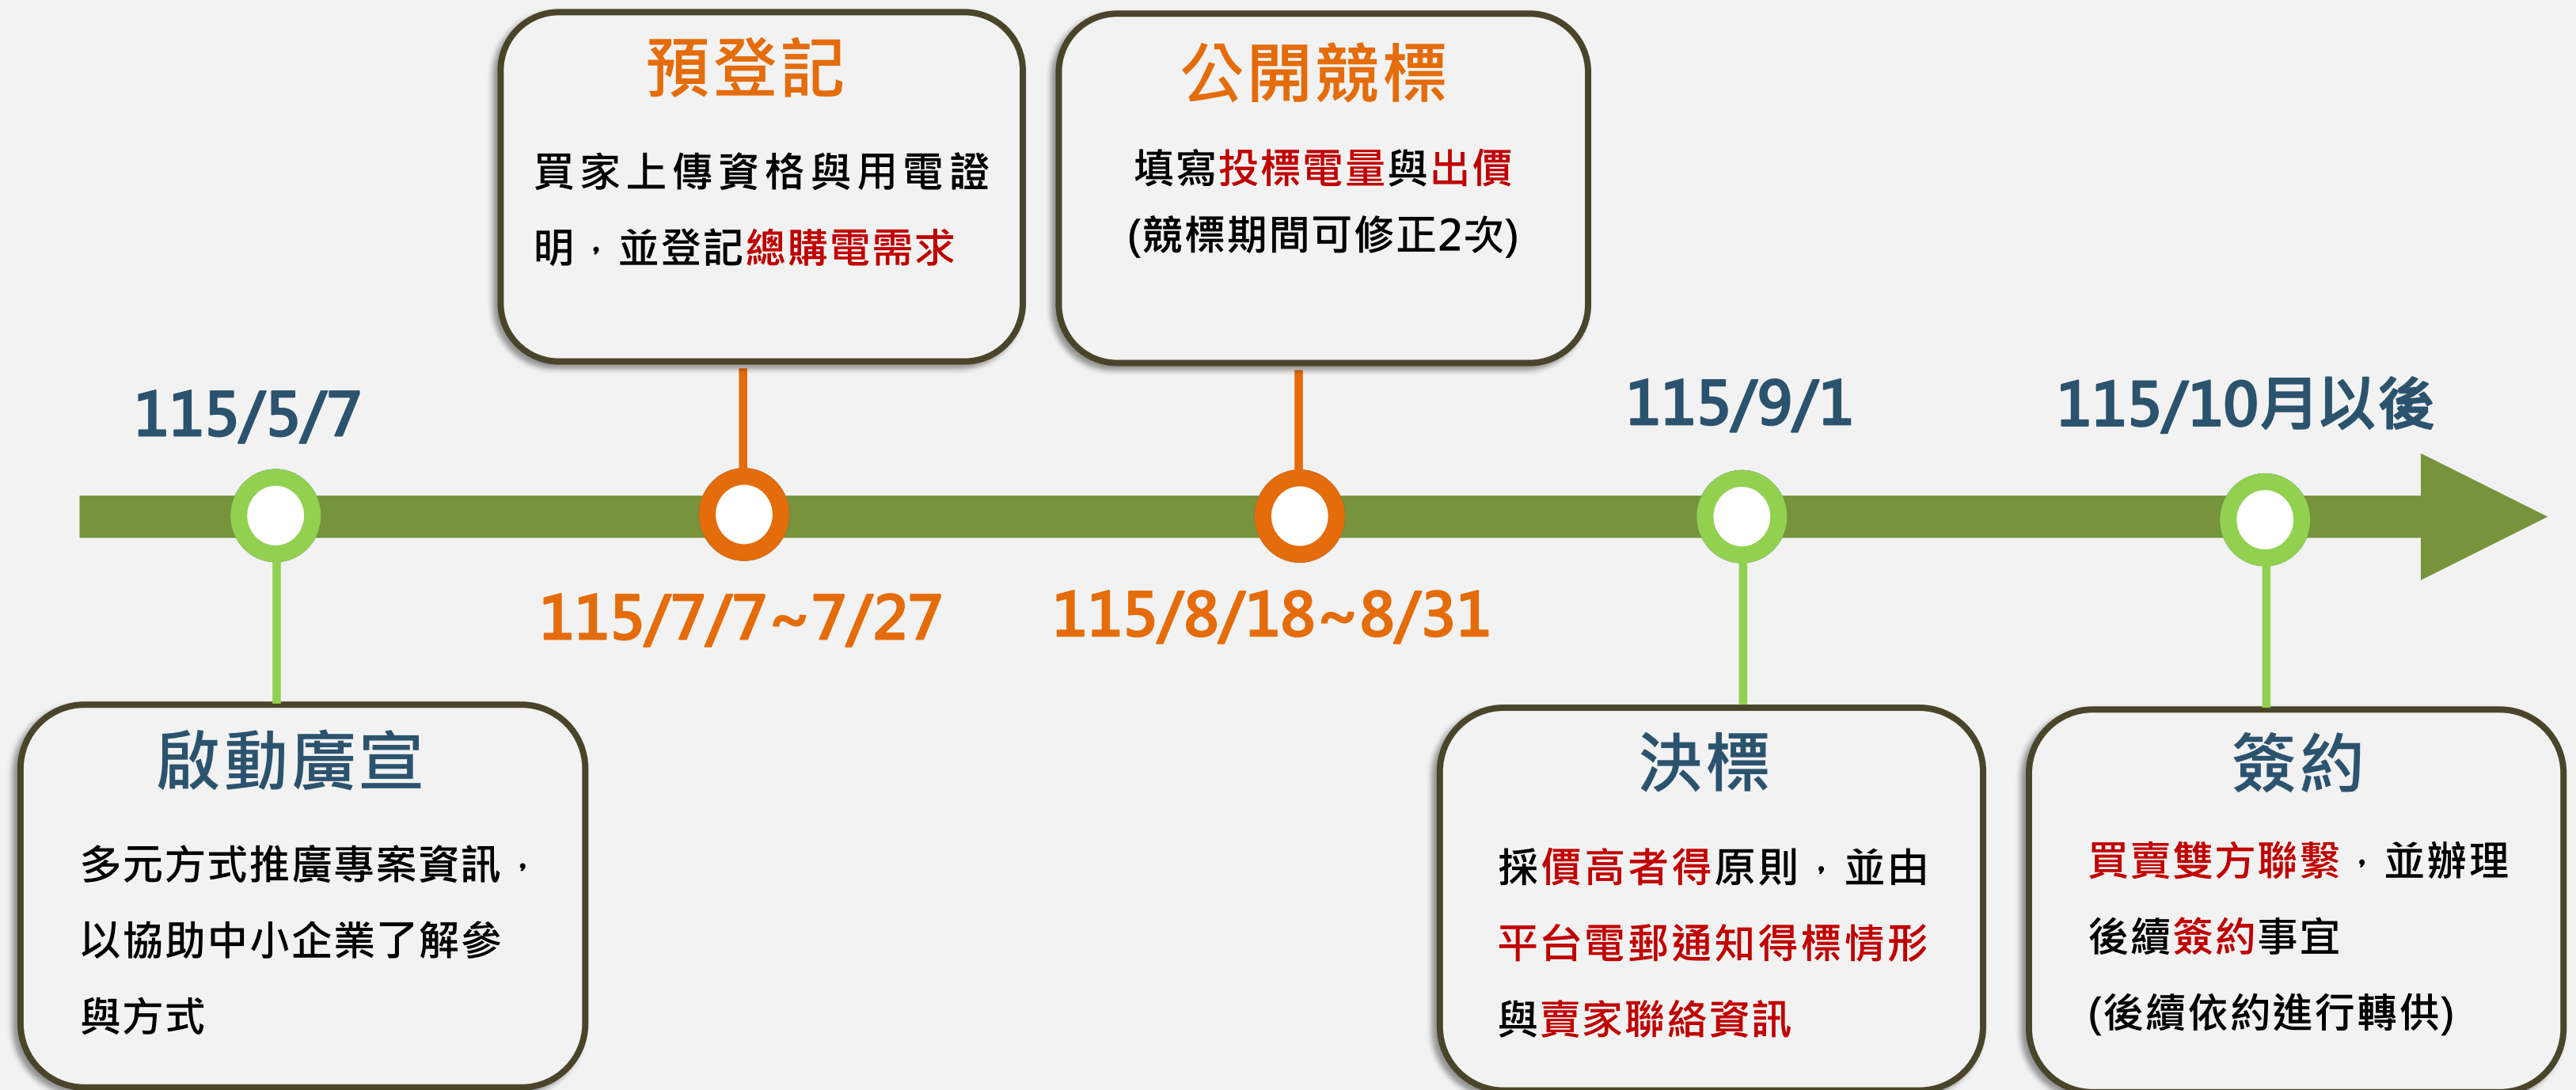 預登記
買家上傳資格與用電證
明，並登記總購電需求
公開競標
填寫投標電量與出價
(競標期間可修正2次)
115/5/7
115/9/1
115/10月以後
115/7/7~7/27
115/8/18~8/31
啟動廣宣
多元方式推廣專案資訊，
以協助中小企業了解參
與方式
決標
採價高者得原則，並由
平台電郵通知得標情形
與賣家聯絡資訊
簽約
買賣雙方聯繫，並辦理
後續簽約事宜
(後續依約進行轉供)